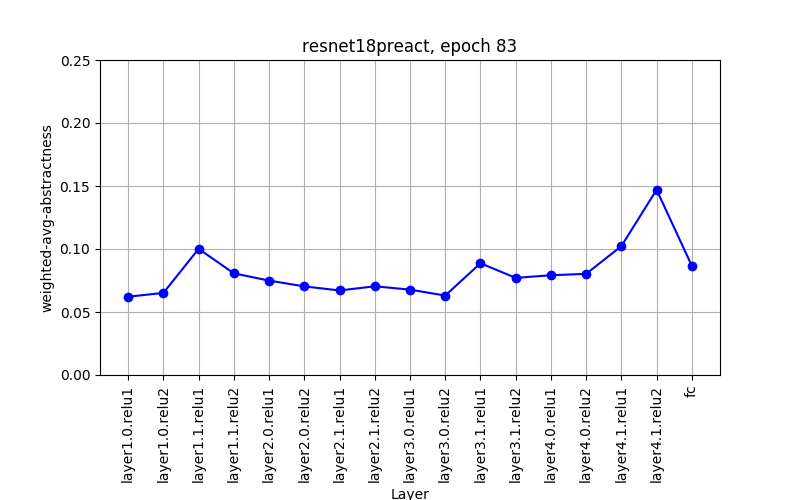 resnet18preact, epoch 83
weighted-avg-abstractness
0.25
0.20
0.15
0.10
0.05
0.00
layer1.0.relu1
layer1.0.relu2
layer1.1.relu1
layer1.1.relu2
layer2.0.relu1
layer2.0.relu2
layer2.1.relu1
layer2.1.relu2
layer3.0.relu1
layer3.0.relu2
layer3.1.relu1
layer3.1.relu2
layer4.0.relu1
layer4.0.relu2
layer4.1.relu1
layer4.1.relu2
fc
Layer